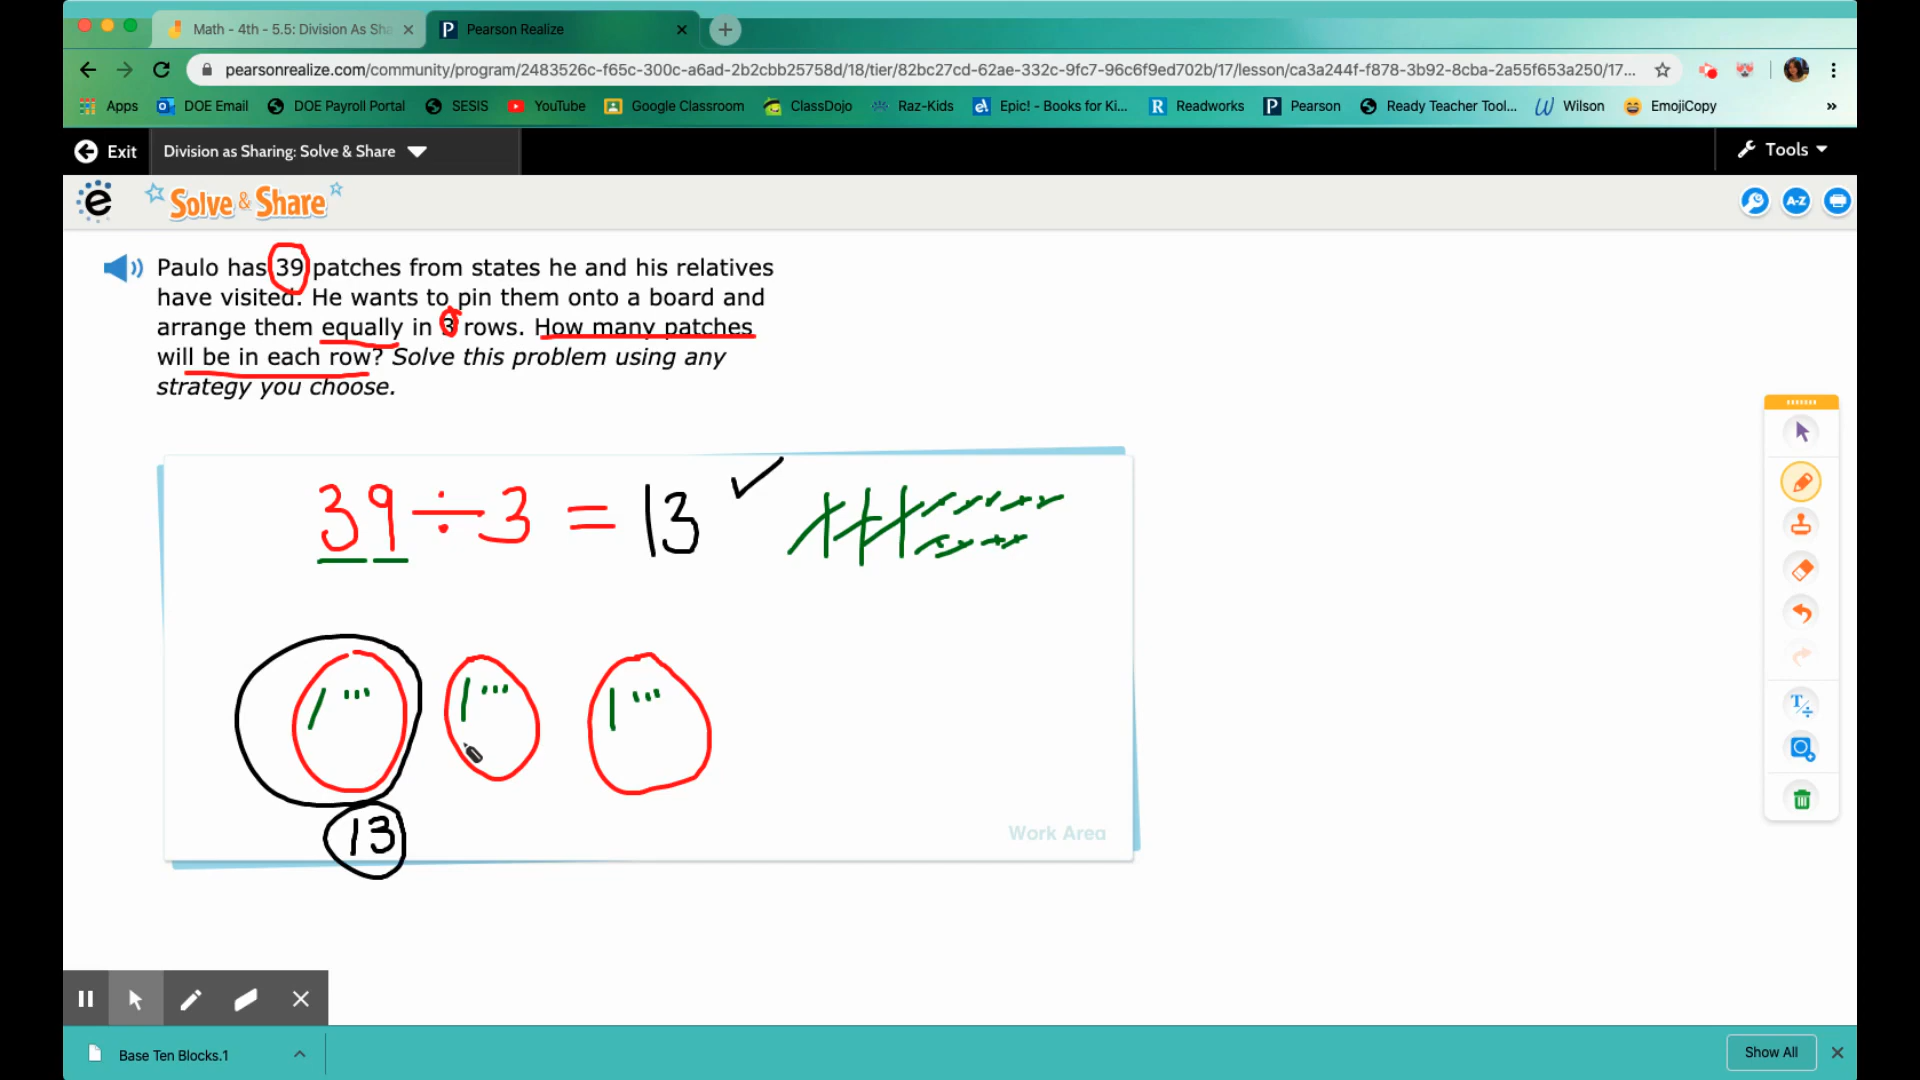 Math - 4th - 5.5: Division As Sha
Pearson Realize
pearsonrealize.com/community/program/2483526c-f65c-300c-a6ad-2b2cbb25758d/18/tier/82bc27cd-62ae-332c-9fc7-96c6f9ed702b/17/lesson/ca3a244f-f878-3b92-8cba-2a55f653a250/17...
Apps DOE Email DOE Payroll Portal SESIS YouTube Google Classroom ClassDojo Raz-Kids Epic! - Books for Ki... Readworks Pearson Ready Teacher Tool... Wilson EmojiCopy »
Exit Division as Sharing: Solve & Share Tools
e Solve & Share A-Z
Paulo has 39 patches from states he and his relatives
have visited. He wants to pin them onto a board and
arrange them equally in 3 rows. How many patches
will be in each row? Solve this problem using any
strategy you choose.
39 ÷ 3 = 13 ✓
13
Work Area
Base Ten Blocks.1
Show All